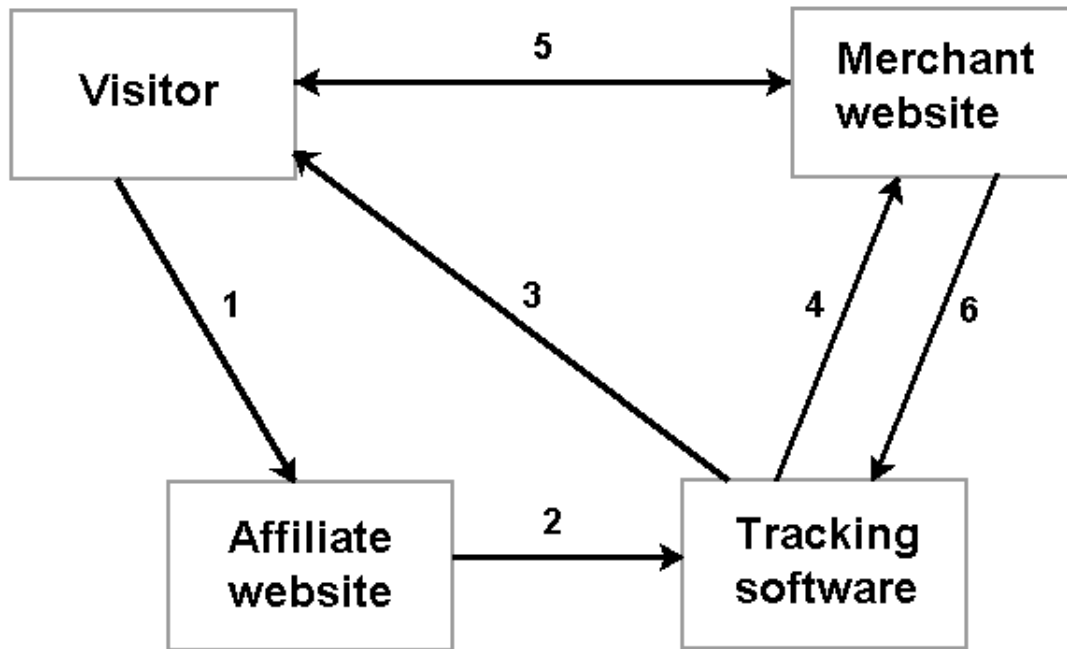 5
Visitor
Merchant
website
1
3
4
6
2
Affiliate
website
Tracking
software